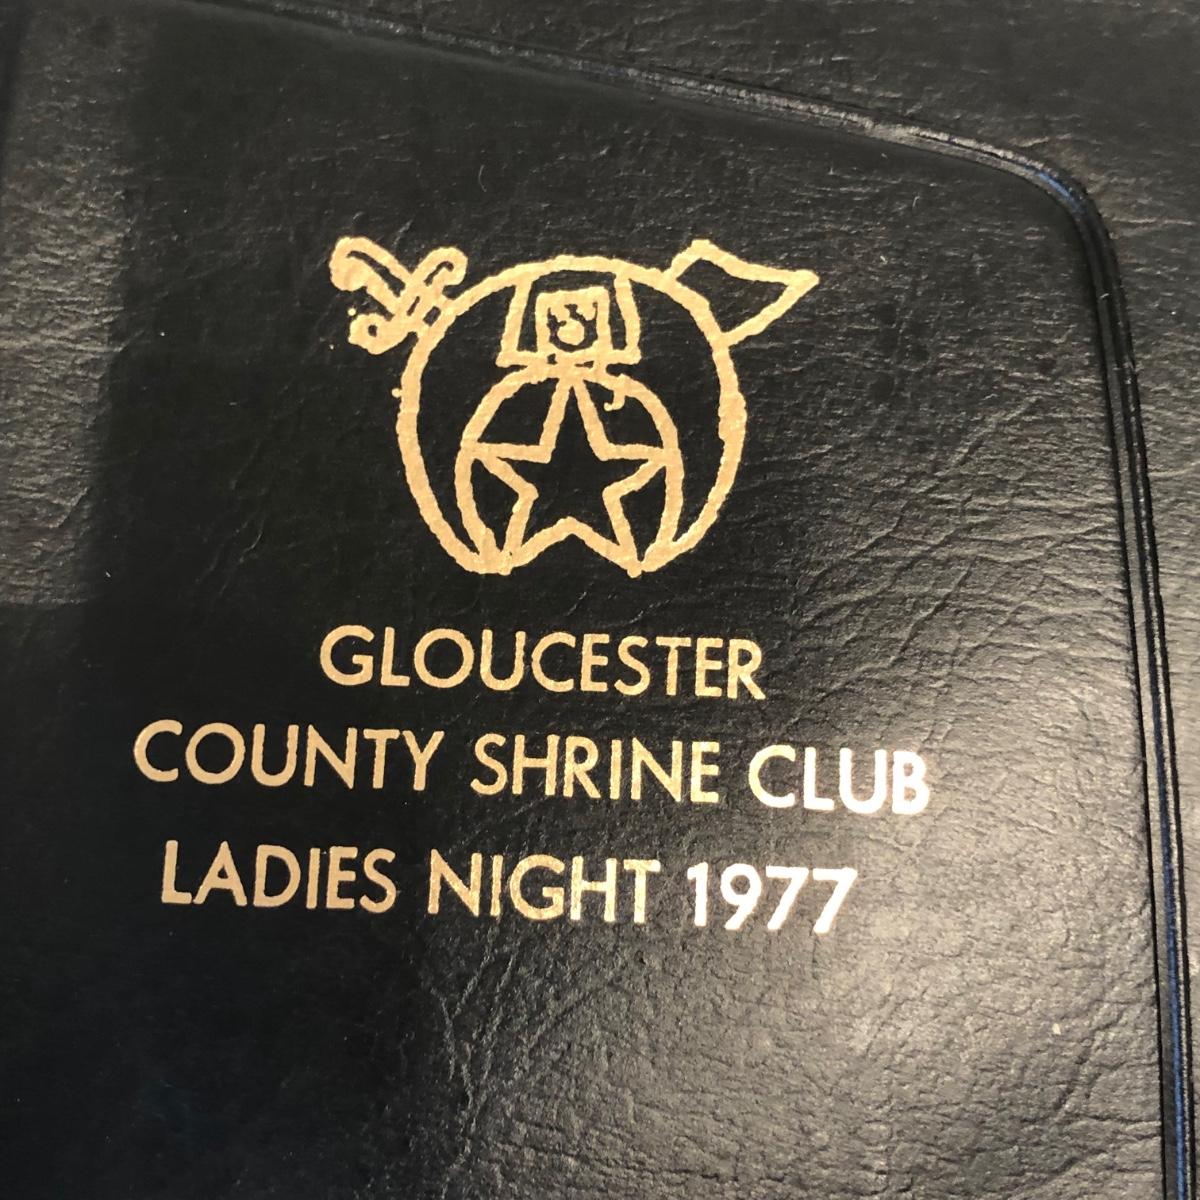 GLOUCESTER
COUNTY SHRINE CLUB
LADIES NIGHT 1977